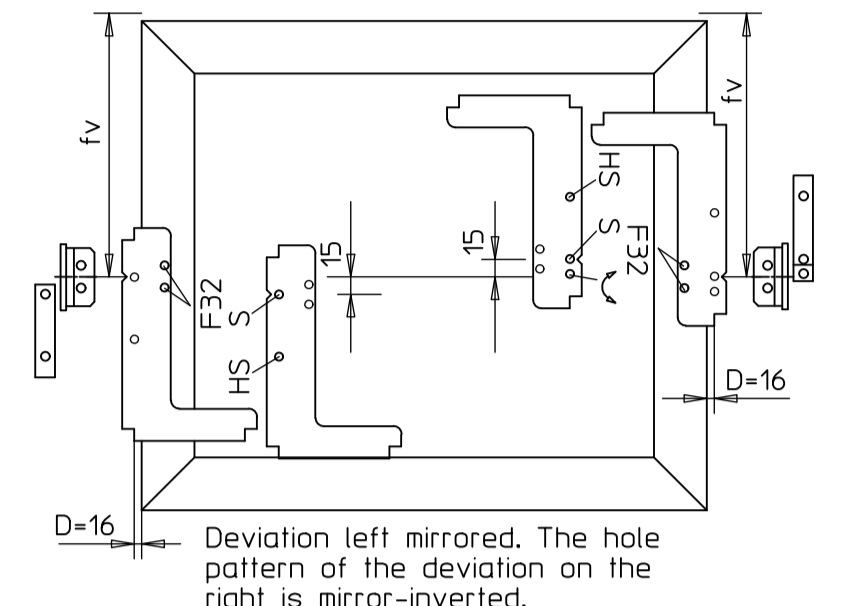 fv
fv
HS
S
F32
15
15
F32
S
HS
D=16
D=16
Deviation left mirrored. The hole
pattern of the deviation on the
right is mirror-inverted.